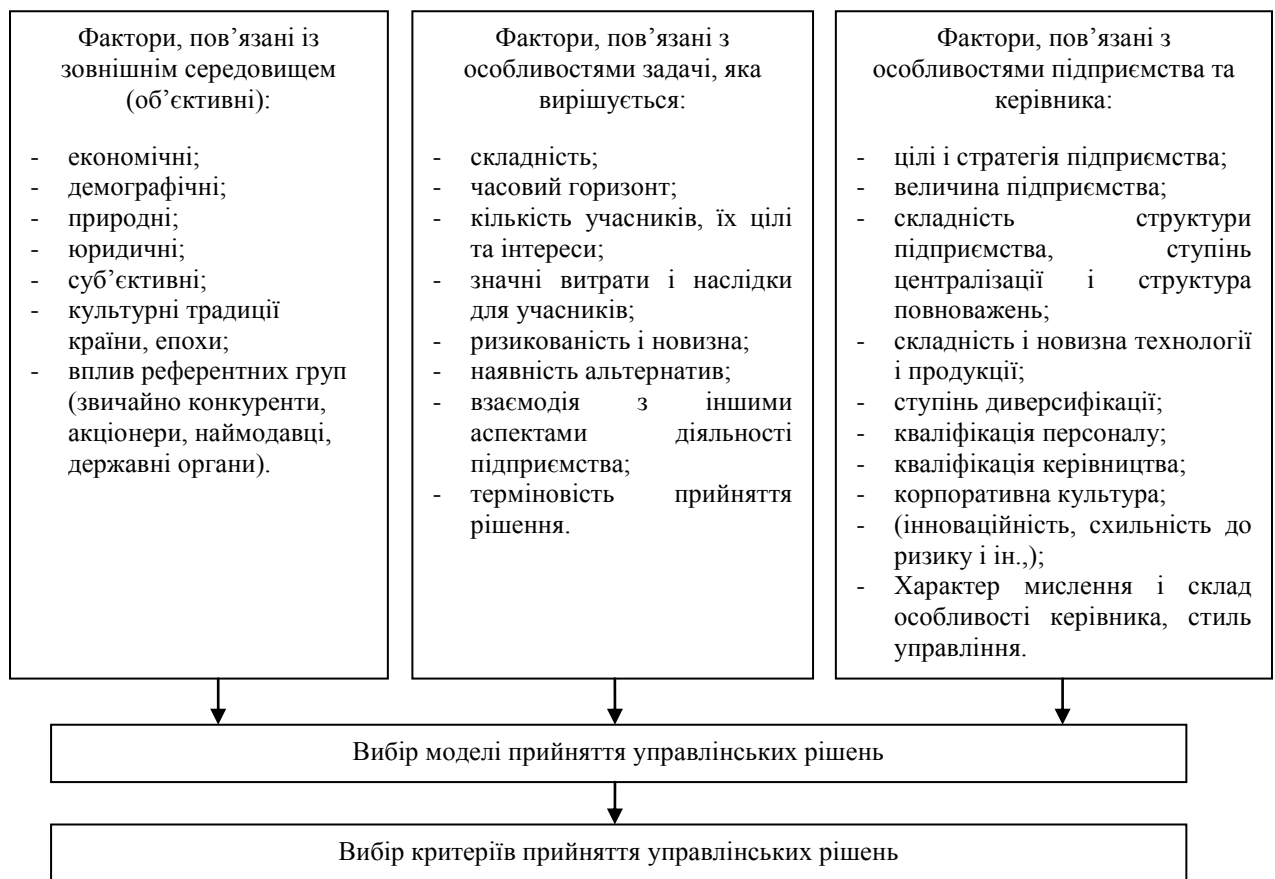 Фактори, пов’язані із
зовнішнім середовищем
(об’єктивні):
- економічні;
- демографічні;
- природні;
- юридичні;
- суб’єктивні;
- культурні традиції
країни, епохи;
- вплив референтних груп
(звичайно конкуренти,
акціонери, наймодавці,
державні органи).
Фактори, пов’язані з
особливостями задачі, яка
вирішується:
- складність;
- часовий горизонт;
- кількість учасників, їх цілі
та інтереси;
- значні витрати і наслідки
для учасників;
- ризикованість і новизна;
- наявність альтернатив;
- взаємодія з іншими
аспектами діяльності
підприємства;
- терміновість прийняття
рішення.
Фактори, пов’язані з
особливостями підприємства та
керівника:
- цілі і стратегія підприємства;
- величина підприємства;
- складність структури
підприємства, ступінь
централізації і структура
повноважень;
- складність і новизна технології
і продукції;
- ступінь диверсифікації;
- кваліфікація персоналу;
- кваліфікація керівництва;
- корпоративна культура;
- (інноваційність, схильність до
ризику і ін.,);
- Характер мислення і склад
особливості керівника, стиль
управління.
Вибір моделі прийняття управлінських рішень
Вибір критеріїв прийняття управлінських рішень